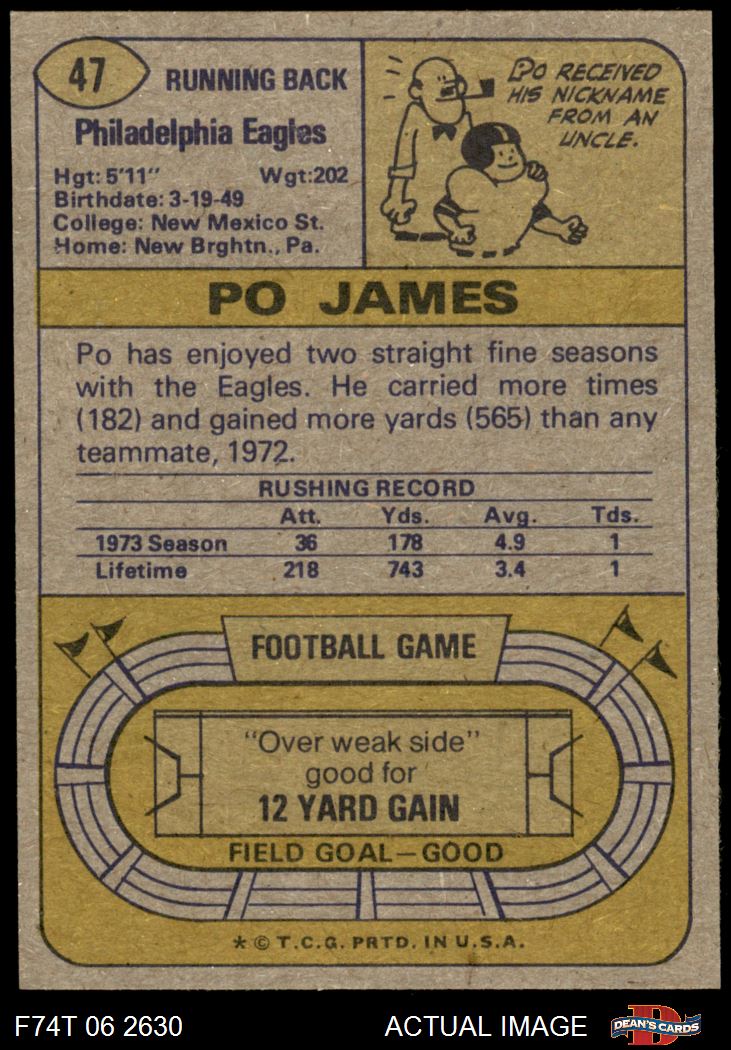 47
RUNNING BACK
Philadelphia Eagles
Hgt: 5'11" Wgt:202
Birthdate: 3-19-49
College: New Mexico St.
Home: New Brghtn., Pa.
PO RECEIVED
HIS NICKNAME
FROM AN
UNCLE.
PO JAMES
Po has enjoyed two straight fine seasons
with the Eagles. He carried more times
(182) and gained more yards (565) than any
teammate, 1972.
RUSHING RECORD
Att. Yds. Avg. Tds.
1973 Season 36 178 4.9 1
Lifetime 218 743 3.4 1
FOOTBALL GAME
"Over weak side"
good for
12 YARD GAIN
FIELD GOAL—GOOD
* © T.C.G. PRTD. IN U.S.A.
F74T 06 2630 ACTUAL IMAGE
D
DEAN'S CARDS